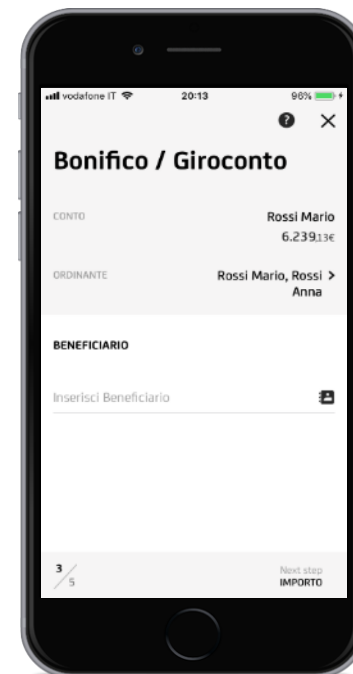 vodafone IT 20:13 96%
?
Bonifico / Giroconto
CONTO Rossi Mario
6.239,13€
ORDINANTE Rossi Mario, Rossi >
Anna
BENEFICIARIO
Inserisci Beneficiario
3/5 Next step
IMPORTO